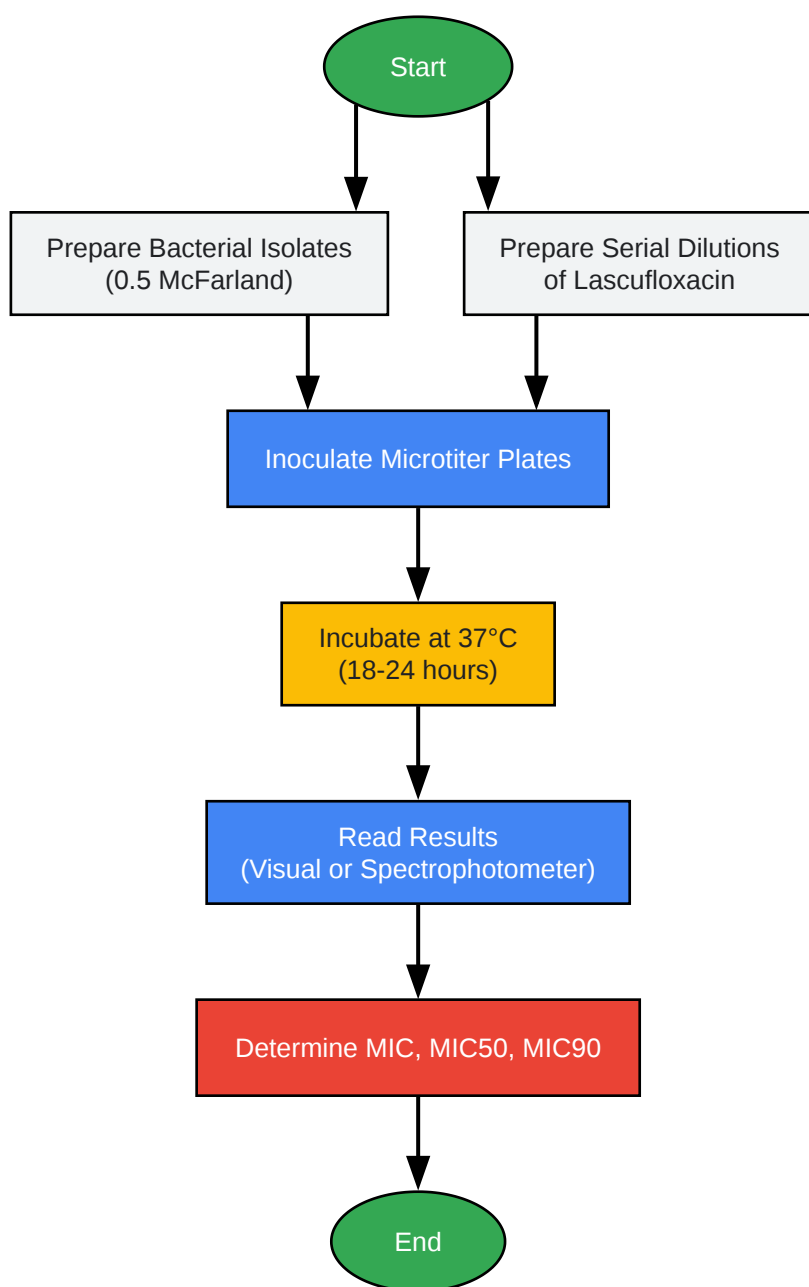 Start
Prepare Bacterial Isolates
(0.5 McFarland)
Prepare Serial Dilutions
of Lascufloxacin
Inoculate Microtiter Plates
Incubate at 37°C
(18-24 hours)
Read Results
(Visual or Spectrophotometer)
Determine MIC, MIC50, MIC90
End